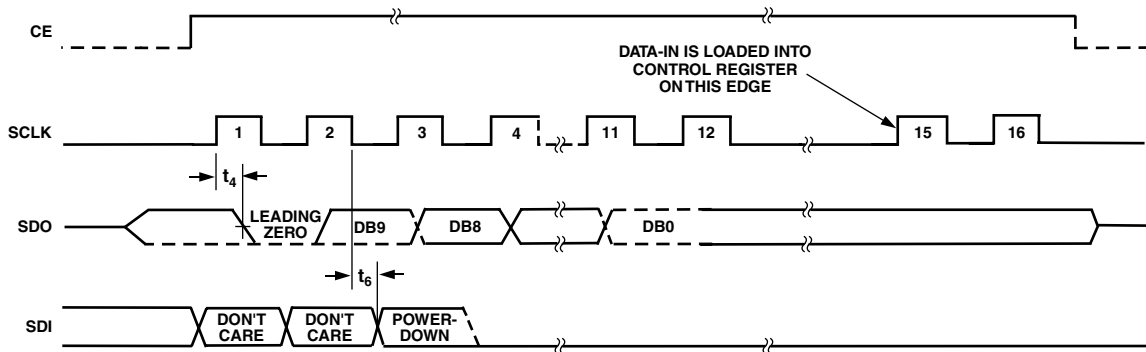 CE
DATA-IN IS LOADED INTO
CONTROL REGISTER
ON THIS EDGE
SCLK 1 2 3 4 11 12 15 16
t4
SDO LEADING
ZERO DB9 DB8 DB0
t6
SDI DON'T
CARE DON'T
CARE POWER-
DOWN